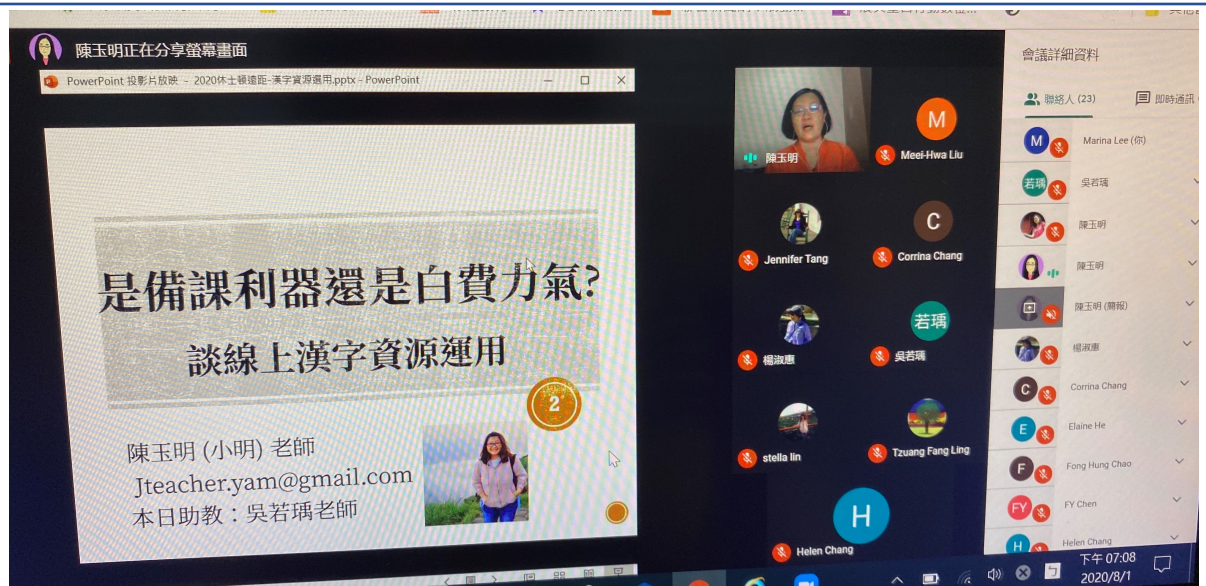 陳玉明正在分享螢幕畫面
PowerPoint 投影片放映 - 2020休士頓遠距-漢字資源運用.pptx - PowerPoint
是備課利器還是白費力氣?
談線上漢字資源運用
2
陳玉明 (小明) 老師
Jteacher.yam@gmail.com
本日助教：吳若瑀老師
陳玉明
M
Meei-Hwa Liu
Jennifer Tang
C
Corrina Chang
楊淑惠
若瑀
吳若瑀
stella lin
Tzuang Fang Ling
H
Helen Chang
會議詳細資料
聯絡人 (23)
即時通訊
M
Marina Lee (你)
若瑀
吳若瑀
陳玉明
陳玉明
陳玉明 (簡報)
楊淑惠
C
Corrina Chang
E
Elaine He
F
Fong Hung Chao
FY
FY Chen
H
Helen Chang
下午 07:08
2020/8/1